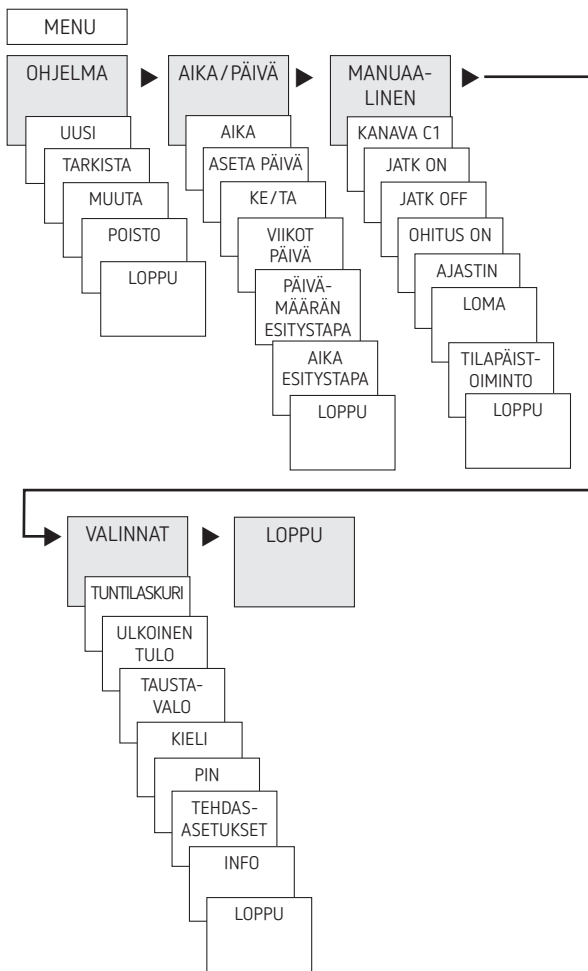 MENU
OHJELMA
UUSI
TARKISTA
MUUTA
POISTO
LOPPU
AIKA/PÄIVÄ
AIKA
ASETA PÄIVÄ
KE/TA
VIIKOT
PÄIVÄ
PÄIVÄ-
MÄÄRÄN
ESITYSTAPA
AIKA
ESITYSTAPA
LOPPU
MANUAA-
LINEN
KANAVA C1
JATK ON
JATK OFF
OHITUS ON
AJASTIN
LOMA
TILAPÄIST-
OIMINTO
LOPPU
VALINNAT
TUNTILASKURI
ULKOINEN
TULO
TAUSTA-
VALO
KIELI
PIN
TEHDAS-
ASETUKSET
INFO
LOPPU
LOPPU